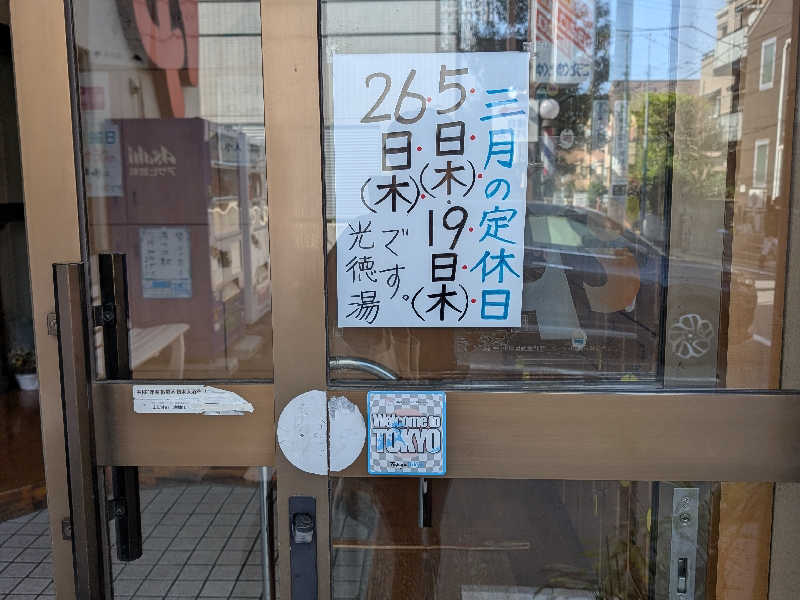 三月の定休日
5日(木)・19日(木)
26日(木)です。
光徳湯
Welcome to
TOKYO
Asahi